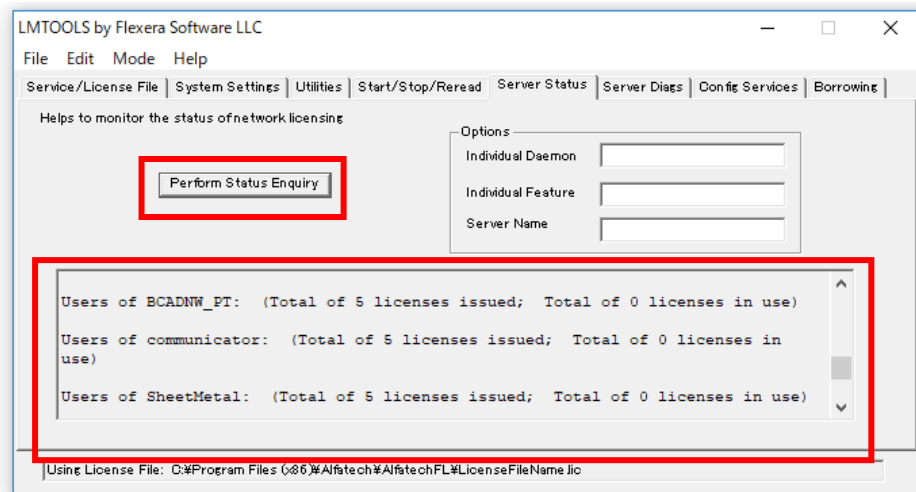 LMTOOLS by Flexera Software LLC
File Edit Mode Help
Service/License File System Settings Utilities Start/Stop/Reread Server Status Server Diags Config Services Borrowing
Helps to monitor the status of network licensing
Options
Individual Daemon
Perform Status Enquiry
Individual Feature
Server Name
Users of BCADNW_PT: (Total of 5 licenses issued; Total of 0 licenses in use)
Users of communicator: (Total of 5 licenses issued; Total of 0 licenses in
use)
Users of SheetMetal: (Total of 5 licenses issued; Total of 0 licenses in use)
Using License File: C:¥Program Files (x86)¥Alfatech¥AlfatechFL¥LicenseFileName.lic